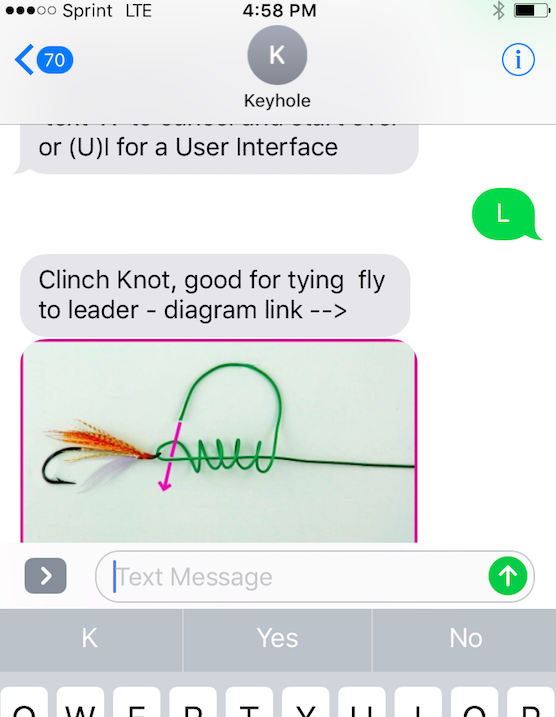 Sprint LTE 4:58 PM
70
K
i
Keyhole
or (U)I for a User Interface
L
Clinch Knot, good for tying fly
to leader - diagram link -->
Text Message
K Yes No